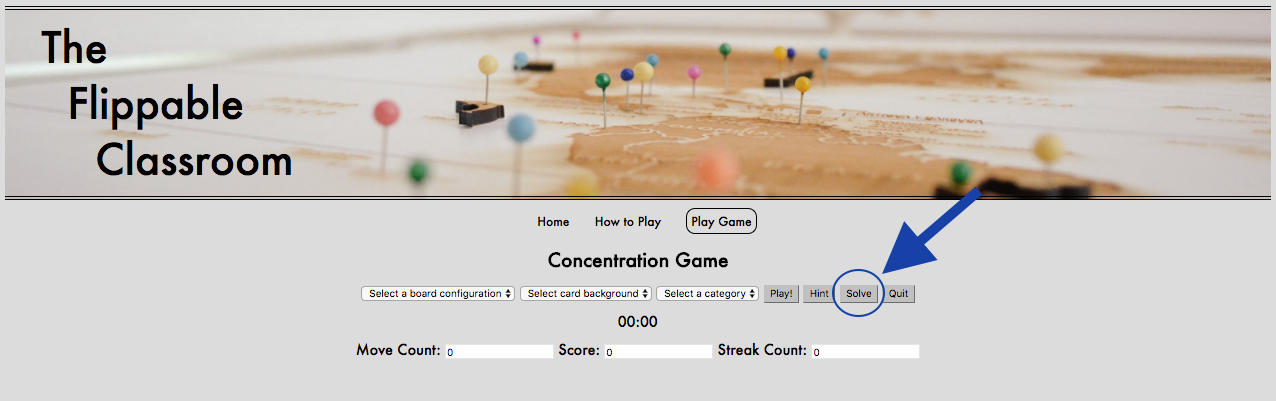 The
Flippable
Classroom
Home How to Play Play Game
Concentration Game
Select a board configuration Select card background Select a category Play! Hint Solve Quit
00:00
Move Count: 0 Score: 0 Streak Count: 0